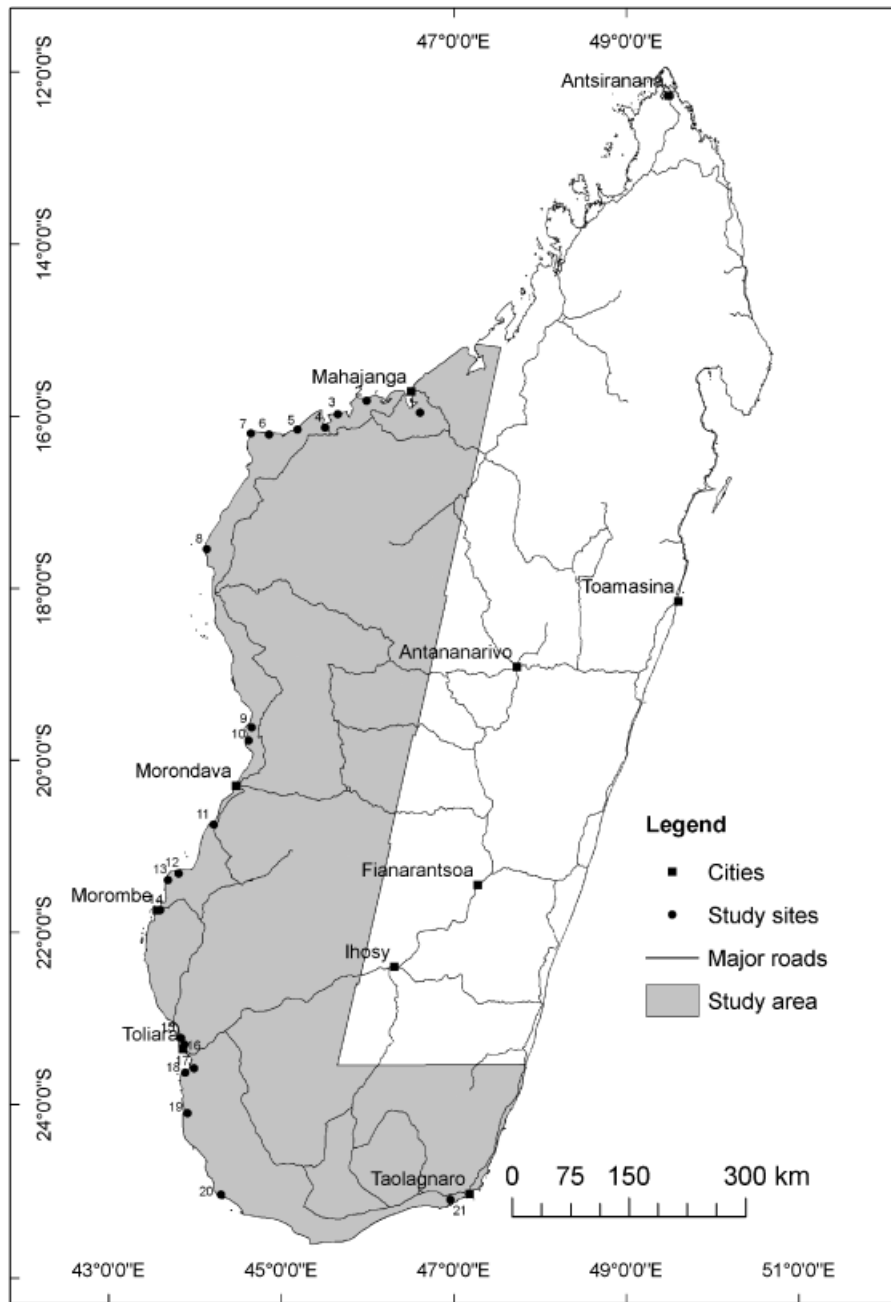 47°0'0"E 49°0'0"E
12°0'0"S
Antsiranana
14°0'0"S
Mahajanga
16°0'0"S
3
4
5
6
7
8
18°0'0"S
Toamasina
Antananarivo
9
10
20°0'0"S
Morondava
11
Legend
Cities
Study sites
Major roads
Study area
12
13
Fianarantsoa
Morombe
14
22°0'0"S
Ihosy
15
Toliara
16
17
18
19
24°0'0"S
Taolagnaro
20
21
0 75 150 300 km
43°0'0"E 45°0'0"E 47°0'0"E 49°0'0"E 51°0'0"E